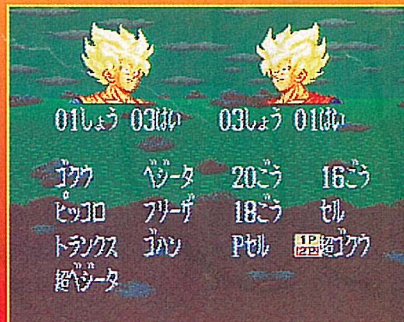 01しょう 03はい 03しょう 01はい
ゴクウ ベジータ 20ごう 16ごう
ピッコロ フリーザ 18ごう セル
トランクス ゴハン Pセル 1P 2P 超ゴクウ
超ベジータ